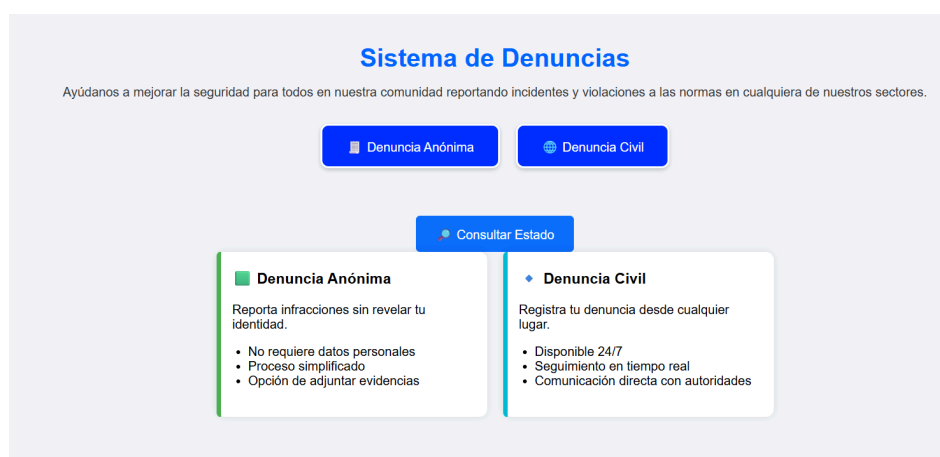 Sistema de Denuncias
Ayúdanos a mejorar la seguridad para todos en nuestra comunidad reportando incidentes y violaciones a las normas en cualquiera de nuestros sectores.
Denuncia Anónima
Denuncia Civil
Consultar Estado
Denuncia Anónima
Reporta infracciones sin revelar tu
identidad.
• No requiere datos personales
• Proceso simplificado
• Opción de adjuntar evidencias
Denuncia Civil
Registra tu denuncia desde cualquier
lugar.
• Disponible 24/7
• Seguimiento en tiempo real
• Comunicación directa con autoridades